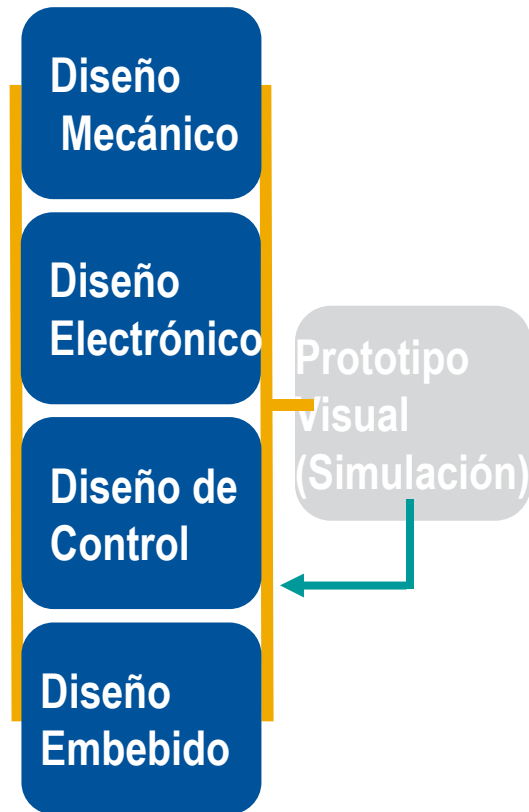 Diseño
Mecánico
Diseño
Electrónico
Prototipo
Visual
(Simulación)
Diseño de
Control
Diseño
Embebido